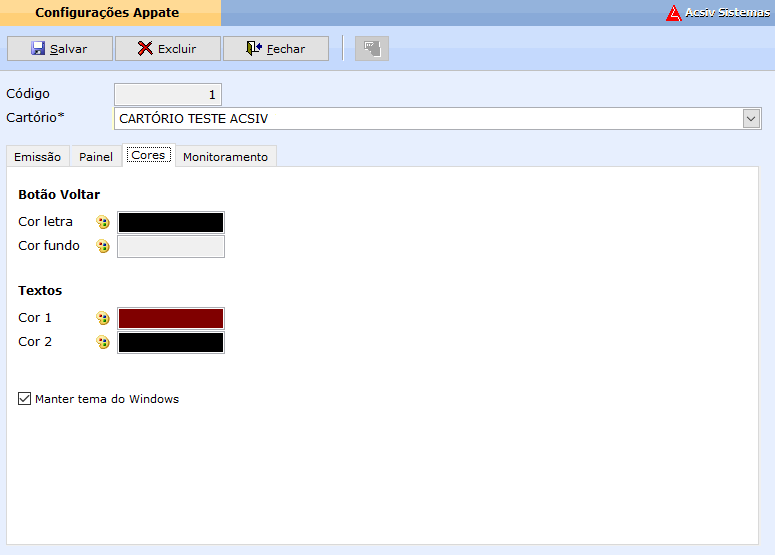 Configurações Appate
Acsiv Sistemas
Salvar
Excluir
Fechar
Código 1
Cartório* CARTÓRIO TESTE ACSIV
Emissão Painel Cores Monitoramento
Botão Voltar
Cor letra
Cor fundo
Textos
Cor 1
Cor 2
Manter tema do Windows